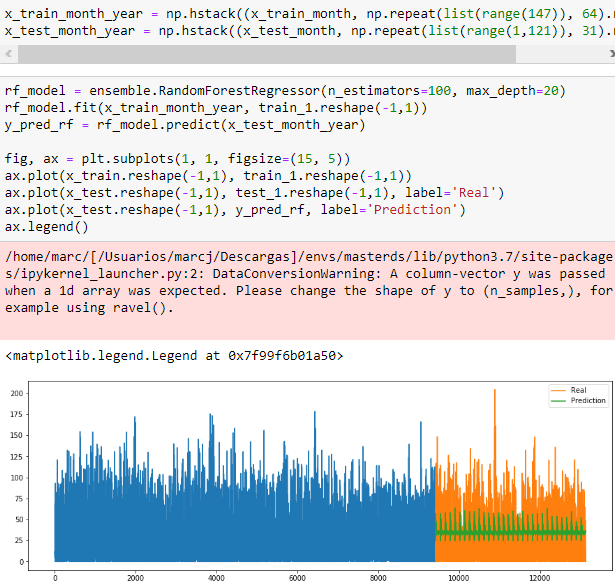 x_train_month_year = np.hstack((x_train_month, np.repeat(list(range(147)), 64).
x_test_month_year = np.hstack((x_test_month, np.repeat(list(range(1,121)), 31).
rf_model = ensemble.RandomForestRegressor(n_estimators=100, max_depth=20)
rf_model.fit(x_train_month_year, train_1.reshape(-1,1))
y_pred_rf = rf_model.predict(x_test_month_year)
fig, ax = plt.subplots(1, 1, figsize=(15, 5))
ax.plot(x_train.reshape(-1,1), train_1.reshape(-1,1))
ax.plot(x_test.reshape(-1,1), test_1.reshape(-1,1), label='Real')
ax.plot(x_test.reshape(-1,1), y_pred_rf, label='Prediction')
ax.legend()
/home/marc/[/Usuarios/marcj/Descargas]/envs/masterds/lib/python3.7/site-package
s/ipykernel_launcher.py:2: DataConversionWarning: A column-vector y was passed
when a 1d array was expected. Please change the shape of y to (n_samples,), for
example using ravel().
<matplotlib.legend.Legend at 0x7f99f6b01a50>
Real
Prediction
200
175
150
125
100
75
50
25
0
0 2000 4000 6000 8000 10000 12000